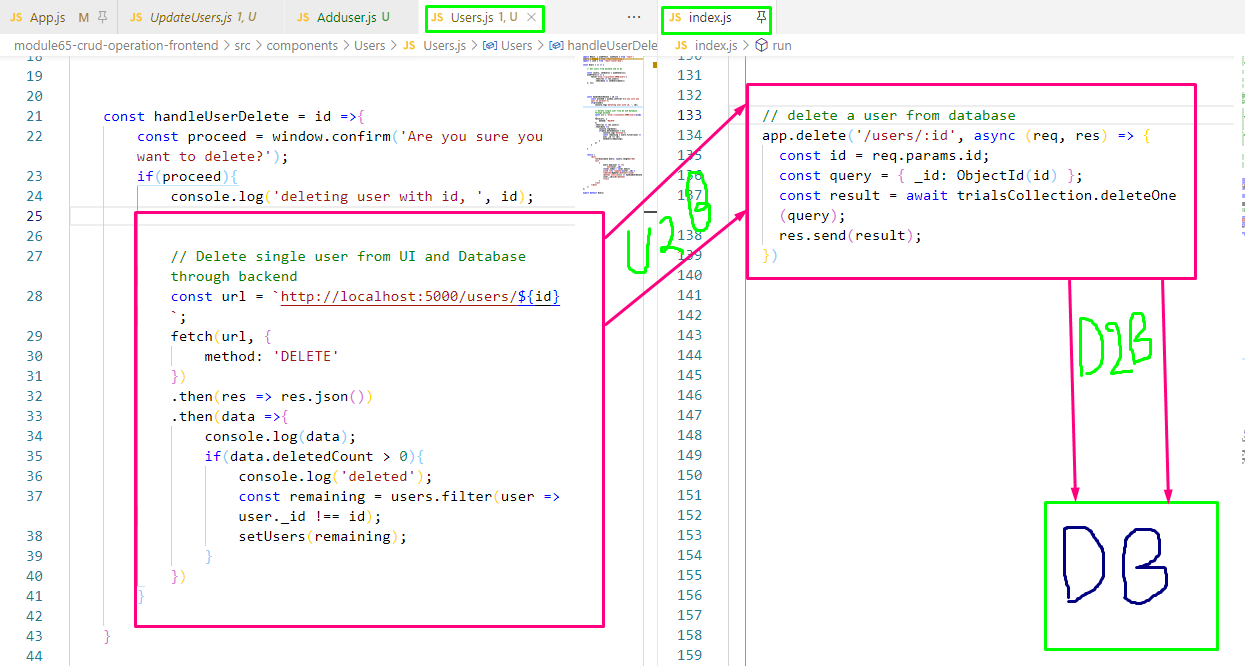 JS App.js M JS UpdateUsers.js 1, U JS Adduser.js U JS Users.js 1, U × ... JS index.js
module65-crud-operation-frontend > src > components > Users > JS Users.js > Users > handleUserDele JS index.js > run
18
19
20
21 const handleUserDelete = id =>{
22 const proceed = window.confirm('Are you sure you
want to delete?');
23 if(proceed){
24 console.log('deleting user with id, ', id);
25
26
27 // Delete single user from UI and Database
through backend
28 const url = `http://localhost:5000/users/${id}
`;
29 fetch(url, {
30 method: 'DELETE'
31 })
32 .then(res => res.json())
33 .then(data =>{
34 console.log(data);
35 if(data.deletedCount > 0){
36 console.log('deleted');
37 const remaining = users.filter(user =>
user._id !== id);
38 setUsers(remaining);
39 }
40 })
41 }
42
43 }
44
U2B
130
131
132
133 // delete a user from database
134 app.delete('/users/:id', async (req, res) => {
135 const id = req.params.id;
136 const query = { _id: ObjectId(id) };
137 const result = await trialsCollection.deleteOne
(query);
138 res.send(result);
139 })
140
141
142
143
144
145
146
147
148
149
150
151
152
153
154
155
156
157
158
159
D2B
DB